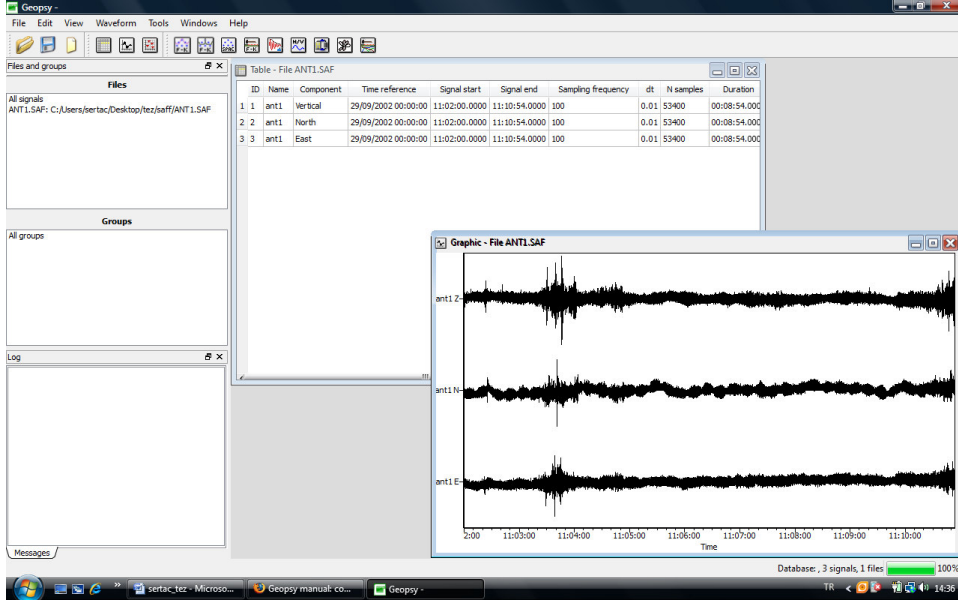 Geopsy -
File Edit View Waveform Tools Windows Help
Files and groups
Files
All signals
ANT1.SAF: C:/Users/sertac/Desktop/tez/saff/ANT1.SAF
Groups
All groups
Log
Messages
Table - File ANT1.SAF
ID Name Component Time reference Signal start Signal end Sampling frequency dt N samples Duration
1 1 ant1 Vertical 29/09/2002 00:00:00 11:02:00.0000 11:10:54.0000 100 0.01 53400 00:08:54.000
2 2 ant1 North 29/09/2002 00:00:00 11:02:00.0000 11:10:54.0000 100 0.01 53400 00:08:54.000
3 3 ant1 East 29/09/2002 00:00:00 11:02:00.0000 11:10:54.0000 100 0.01 53400 00:08:54.000
Graphic - File ANT1.SAF
ant1 Z
ant1 N
ant1 E
2:00 11:03:00 11:04:00 11:05:00 11:06:00 11:07:00 11:08:00 11:09:00 11:10:00
Time
Database: , 3 signals, 1 files 100%
sertac_tez - Microso... Geopsy manual: co... Geopsy - TR 14:36